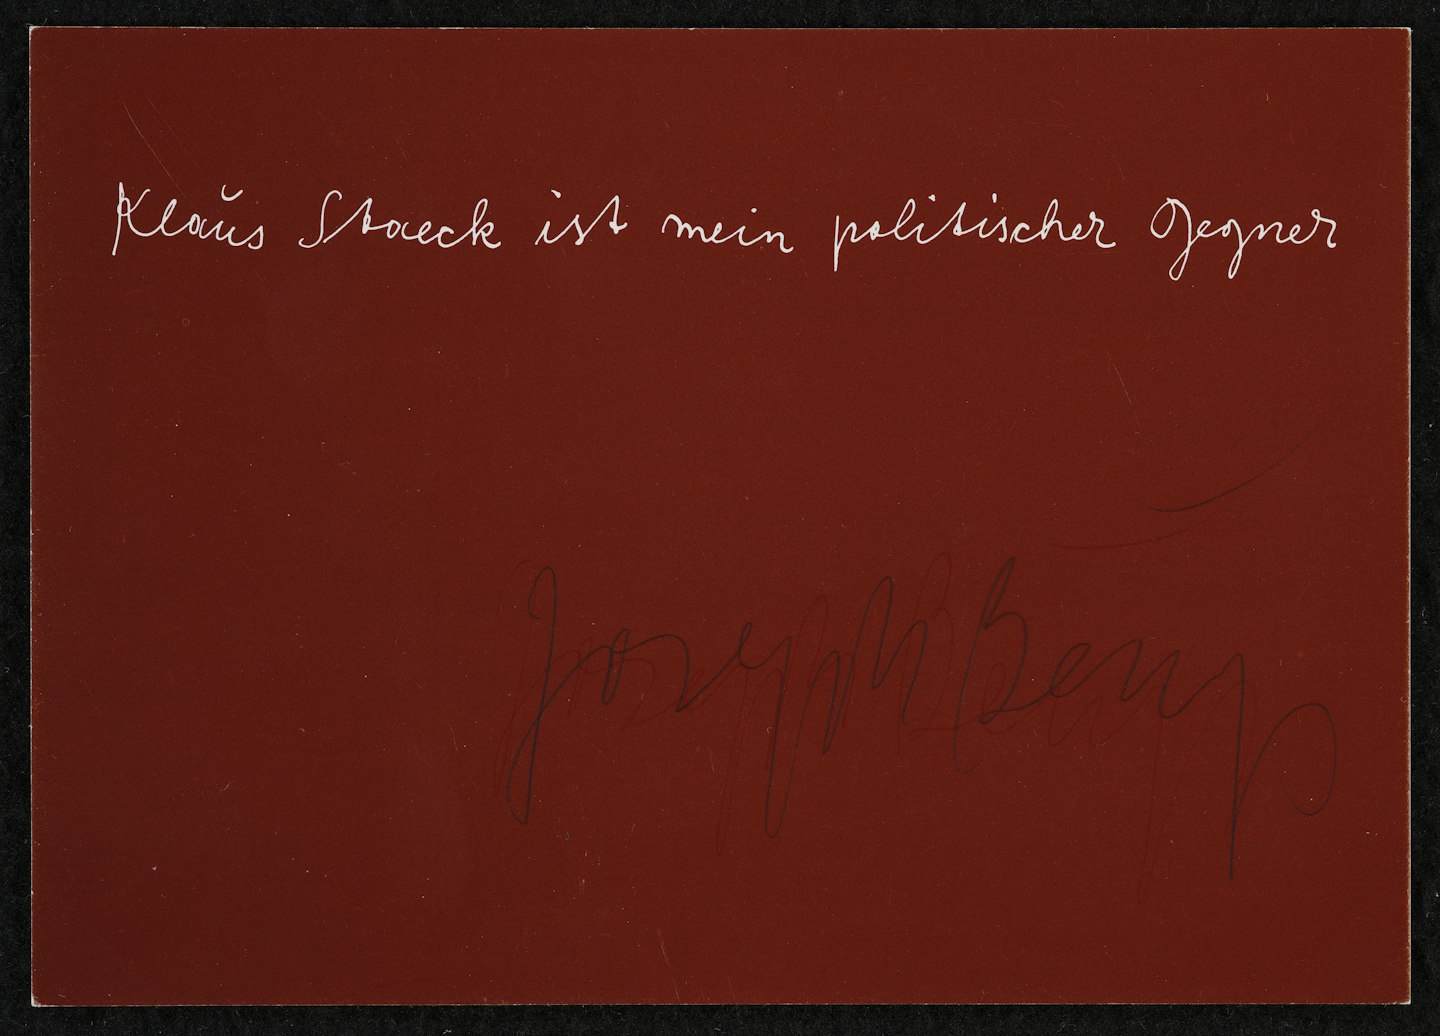 Klaus Staeck ist mein politischer Gegner
Joseph Beuys